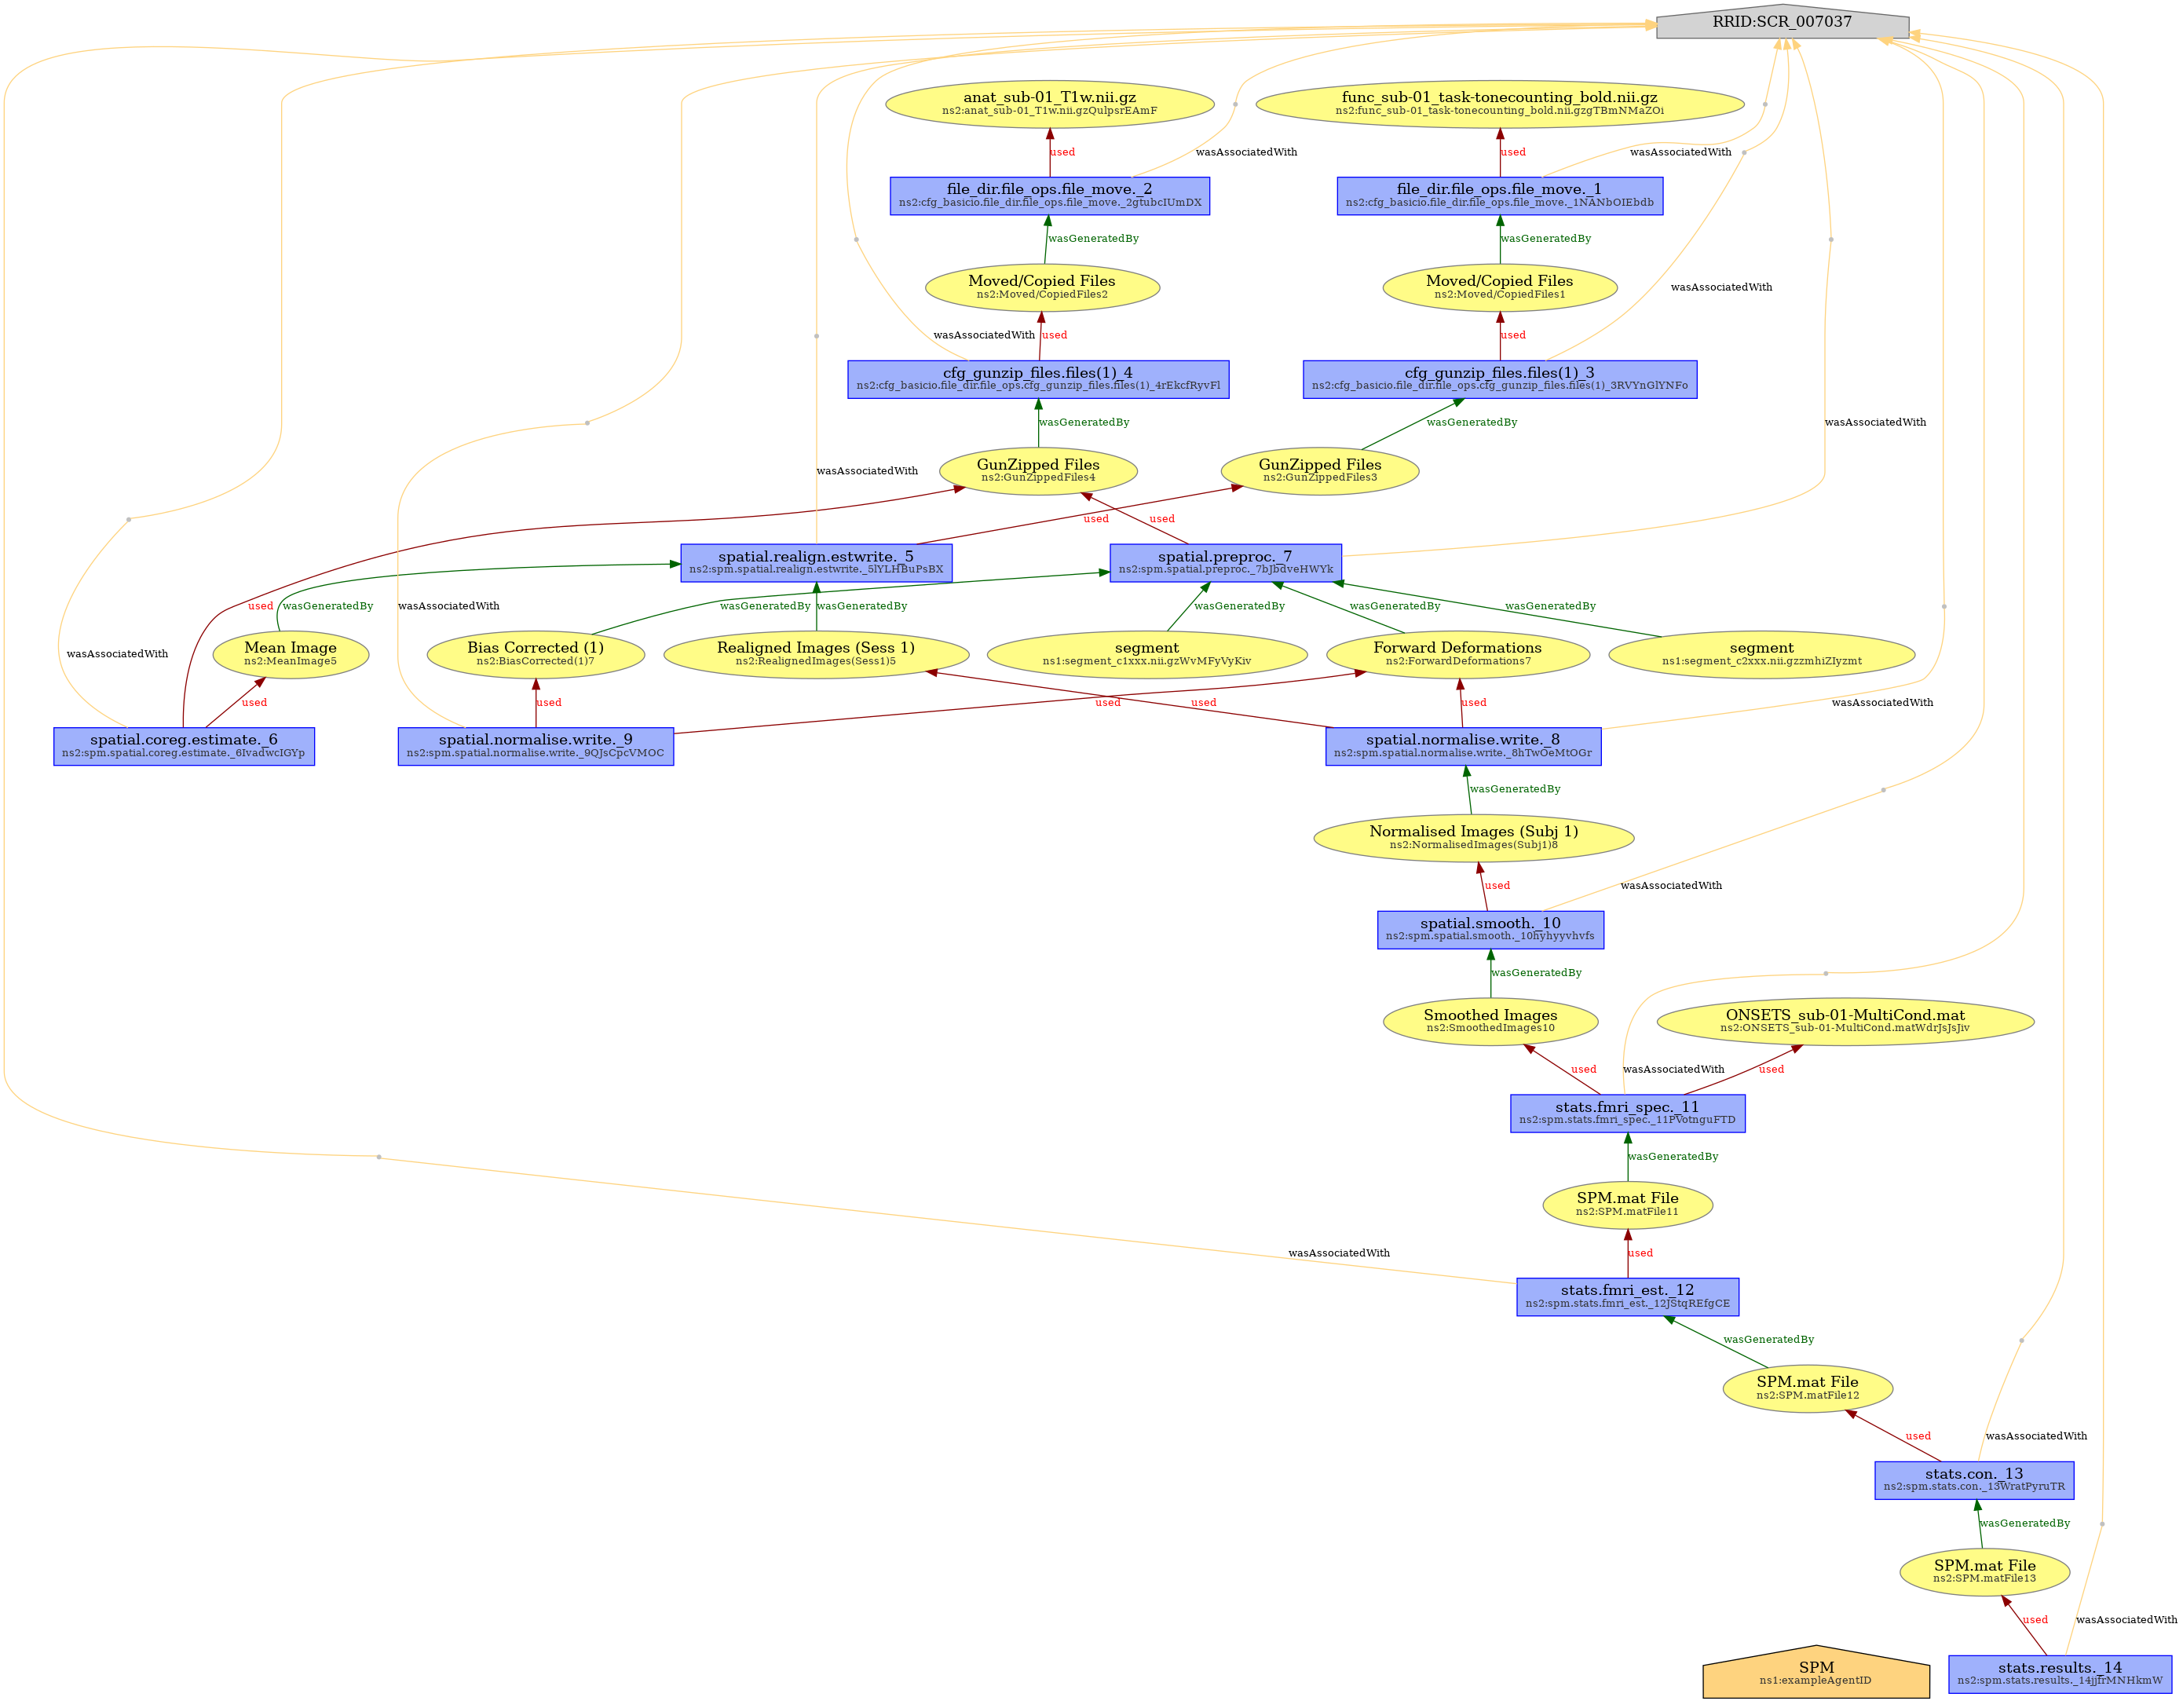 RRID:SCR_007037
anat_sub-01_T1w.nii.gz
ns2:anat_sub-01_T1w.nii.gzQulpsrEAmF
func_sub-01_task-tonecounting_bold.nii.gz
ns2:func_sub-01_task-tonecounting_bold.nii.gzgTBmNMaZOi
used
wasAssociatedWith
used
wasAssociatedWith
file_dir.file_ops.file_move._2
ns2:cfg_basicio.file_dir.file_ops.file_move._2gtubcIUmDX
file_dir.file_ops.file_move._1
ns2:cfg_basicio.file_dir.file_ops.file_move._1NANbOIEbdb
wasGeneratedBy
wasGeneratedBy
Moved/Copied Files
ns2:Moved/CopiedFiles2
Moved/Copied Files
ns2:Moved/CopiedFiles1
wasAssociatedWith
wasAssociatedWith
used
used
cfg_gunzip_files.files(1)_4
ns2:cfg_basicio.file_dir.file_ops.cfg_gunzip_files.files(1)_4rEkcfRyvFl
cfg_gunzip_files.files(1)_3
ns2:cfg_basicio.file_dir.file_ops.cfg_gunzip_files.files(1)_3RVYnGlYNFo
wasGeneratedBy
wasGeneratedBy
wasAssociatedWith
wasAssociatedWith
GunZipped Files
ns2:GunZippedFiles4
GunZipped Files
ns2:GunZippedFiles3
used
used
spatial.realign.estwrite._5
ns2:spm.spatial.realign.estwrite._5lYLHBuPsBX
spatial.preproc._7
ns2:spm.spatial.preproc._7bJbdveHWYk
used
wasGeneratedBy
wasAssociatedWith
wasGeneratedBy
wasGeneratedBy
wasGeneratedBy
wasGeneratedBy
wasGeneratedBy
wasAssociatedWith
Mean Image
ns2:MeanImage5
Bias Corrected (1)
ns2:BiasCorrected(1)7
Realigned Images (Sess 1)
ns2:RealignedImages(Sess1)5
segment
ns1:segment_c1xxx.nii.gzWvMFyVyKiv
Forward Deformations
ns2:ForwardDeformations7
segment
ns1:segment_c2xxx.nii.gzzmhiZIyzmt
used
used
used
used
used
wasAssociatedWith
spatial.coreg.estimate._6
ns2:spm.spatial.coreg.estimate._6IvadwcIGYp
spatial.normalise.write._9
ns2:spm.spatial.normalise.write._9QJsCpcVMOC
spatial.normalise.write._8
ns2:spm.spatial.normalise.write._8hTwOeMtOGr
wasGeneratedBy
Normalised Images (Subj 1)
ns2:NormalisedImages(Subj1)8
used
wasAssociatedWith
spatial.smooth._10
ns2:spm.spatial.smooth._10hyhyyvhvfs
wasGeneratedBy
Smoothed Images
ns2:SmoothedImages10
ONSETS_sub-01-MultiCond.mat
ns2:ONSETS_sub-01-MultiCond.matWdrJsJsJiv
used
wasAssociatedWith
used
stats.fmri_spec._11
ns2:spm.stats.fmri_spec._11PVotnguFTD
wasGeneratedBy
SPM.mat File
ns2:SPM.matFile11
wasAssociatedWith
used
stats.fmri_est._12
ns2:spm.stats.fmri_est._12JStqREfgCE
wasGeneratedBy
SPM.mat File
ns2:SPM.matFile12
used
wasAssociatedWith
stats.con._13
ns2:spm.stats.con._13WratPyruTR
wasGeneratedBy
SPM.mat File
ns2:SPM.matFile13
used
wasAssociatedWith
SPM
ns1:exampleAgentID
stats.results._14
ns2:spm.stats.results._14jjfrMNHkmW